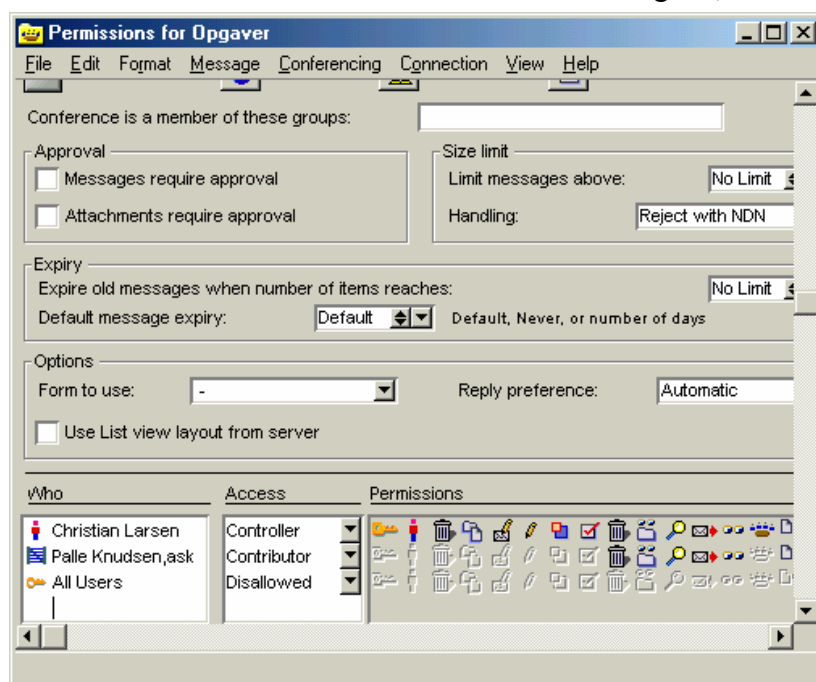 Permissions for Opgaver
File Edit Format Message Conferencing Connection View Help
Conference is a member of these groups:
Approval
Messages require approval
Attachments require approval
Size limit
Limit messages above: No Limit
Handling: Reject with NDN
Expiry
Expire old messages when number of items reaches: No Limit
Default message expiry: Default Default, Never, or number of days
Options
Form to use: - Reply preference: Automatic
Use List view layout from server
Who Access Permissions
Christian Larsen Controller
Palle Knudsen,ask Contributor
All Users Disallowed